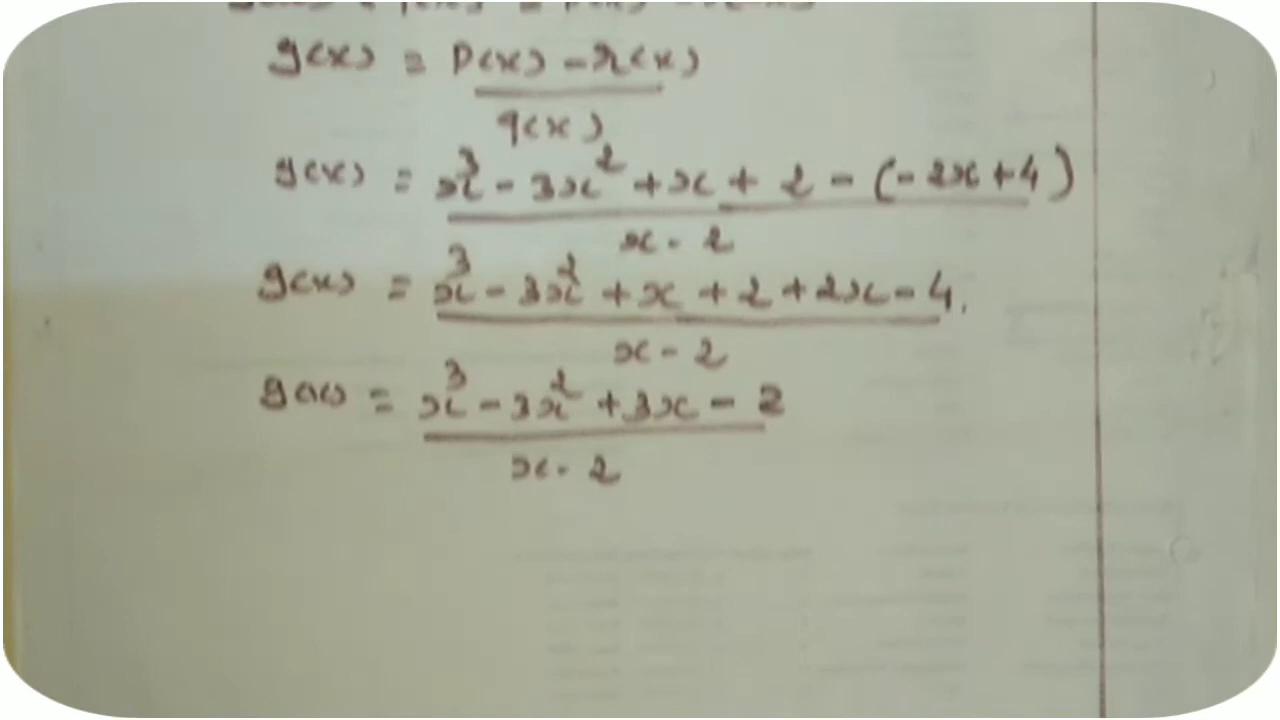 g(x) = p(x) - r(x)
q(x)
g(x) = x³ - 3x² + x + 2 - (-2x + 4)
x - 2
g(x) = x³ - 3x² + x + 2 + 2x - 4.
x - 2
g(x) = x³ - 3x² + 3x - 2
x - 2